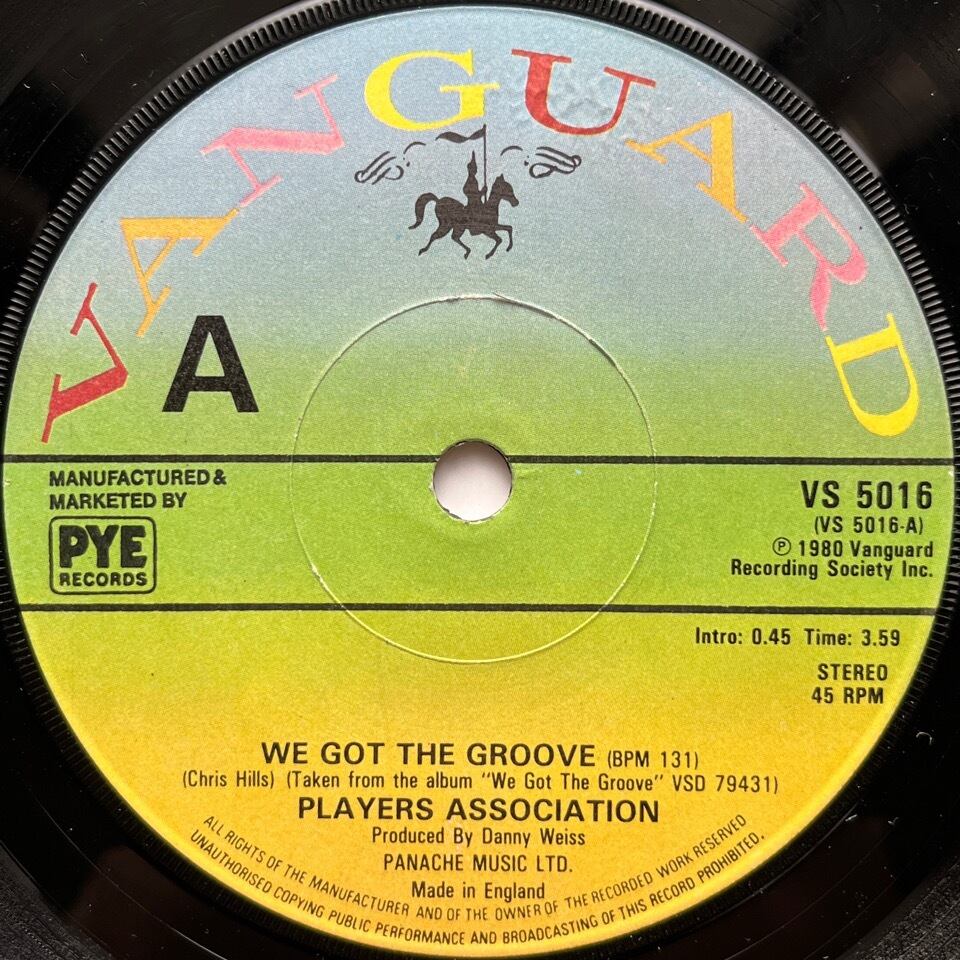 VANGUARD
A
MANUFACTURED &
MARKETED BY
PYE
RECORDS
VS 5016
(VS 5016-A)
℗ 1980 Vanguard
Recording Society Inc.
Intro: 0.45 Time: 3.59
STEREO
45 RPM
WE GOT THE GROOVE (BPM 131)
(Chris Hills) (Taken from the album "We Got The Groove" VSD 79431)
PLAYERS ASSOCIATION
Produced By Danny Weiss
PANACHE MUSIC LTD.
Made in England
ALL RIGHTS OF THE MANUFACTURER AND OF THE OWNER OF THE RECORDED WORK RESERVED
UNAUTHORISED COPYING PUBLIC PERFORMANCE AND BROADCASTING OF THIS RECORD PROHIBITED.